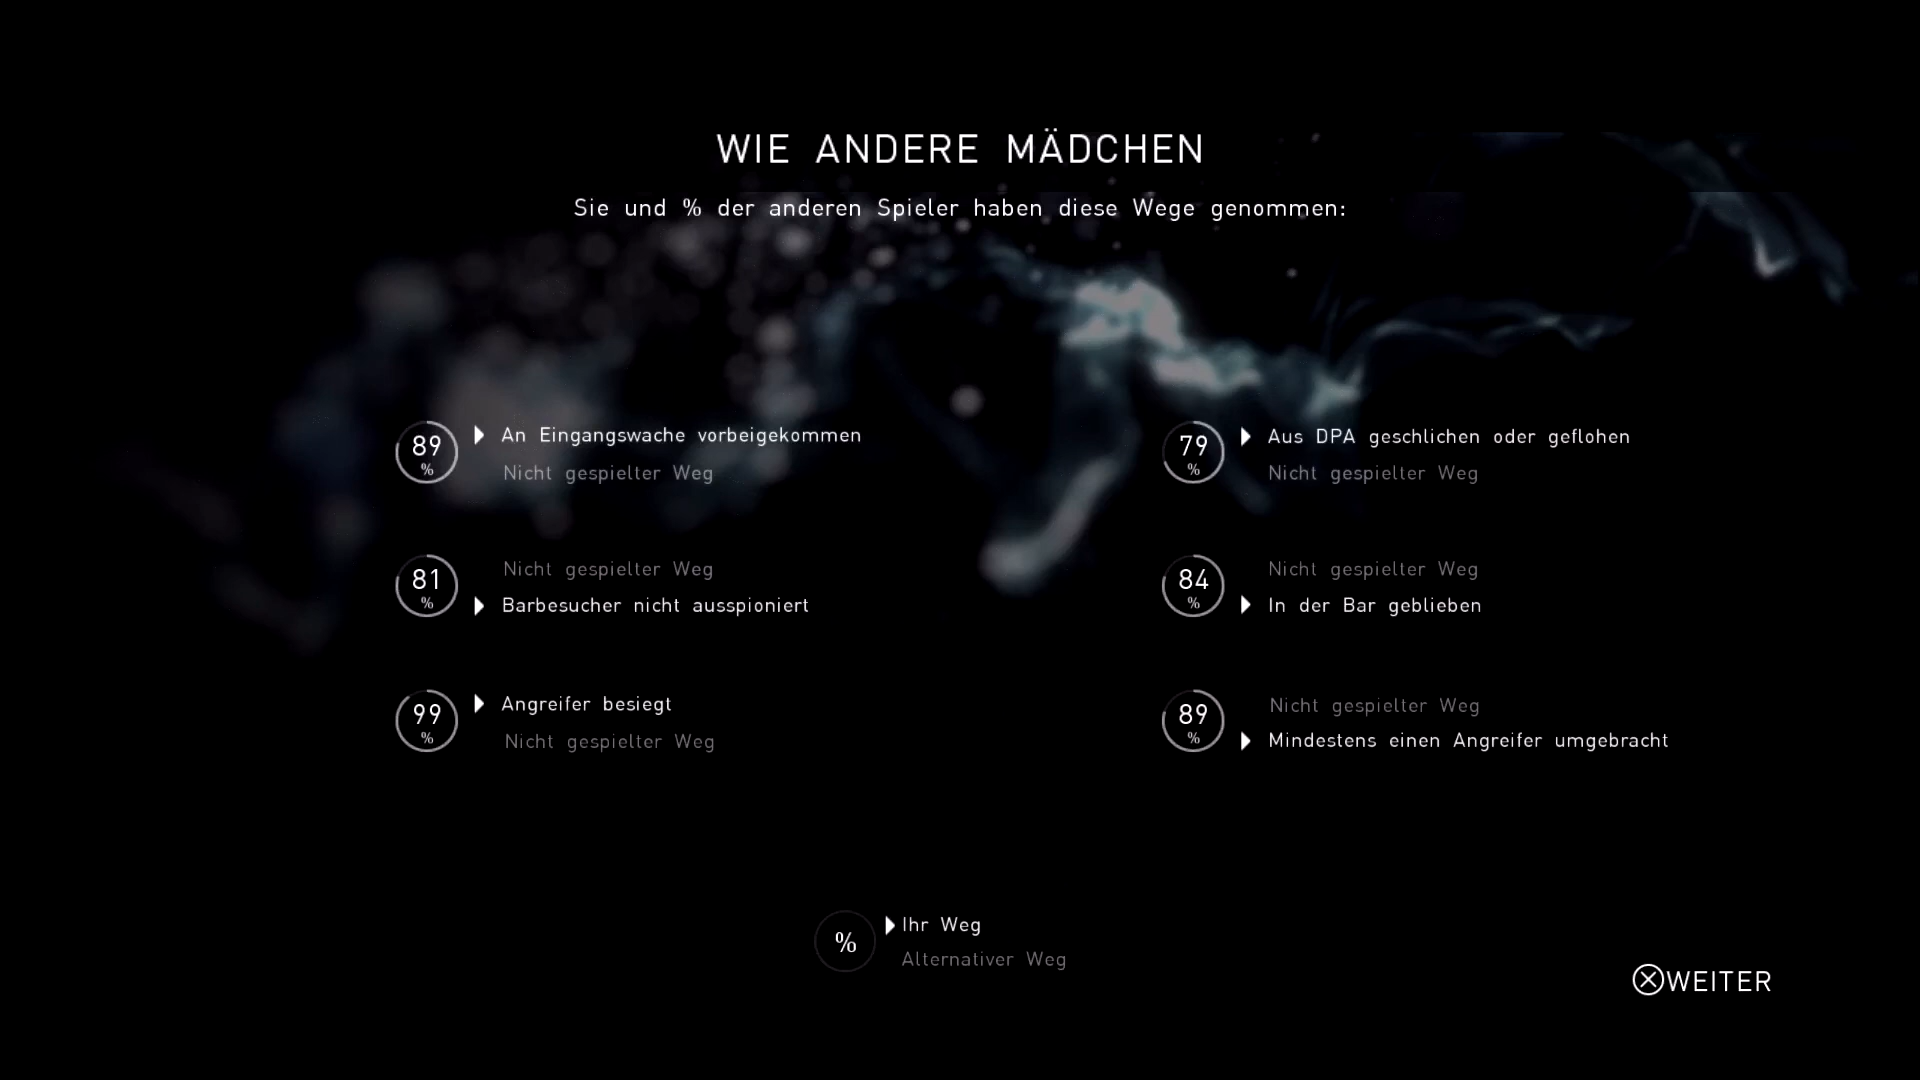 WIE ANDERE MÄDCHEN
Sie und % der anderen Spieler haben diese Wege genommen:
89 %
An Eingangswache vorbeigekommen
Nicht gespielter Weg
79 %
Aus DPA geschlichen oder geflohen
Nicht gespielter Weg
81 %
Nicht gespielter Weg
Barbesucher nicht ausspioniert
84 %
Nicht gespielter Weg
In der Bar geblieben
99 %
Angreifer besiegt
Nicht gespielter Weg
89 %
Nicht gespielter Weg
Mindestens einen Angreifer umgebracht
%
Ihr Weg
Alternativer Weg
WEITER